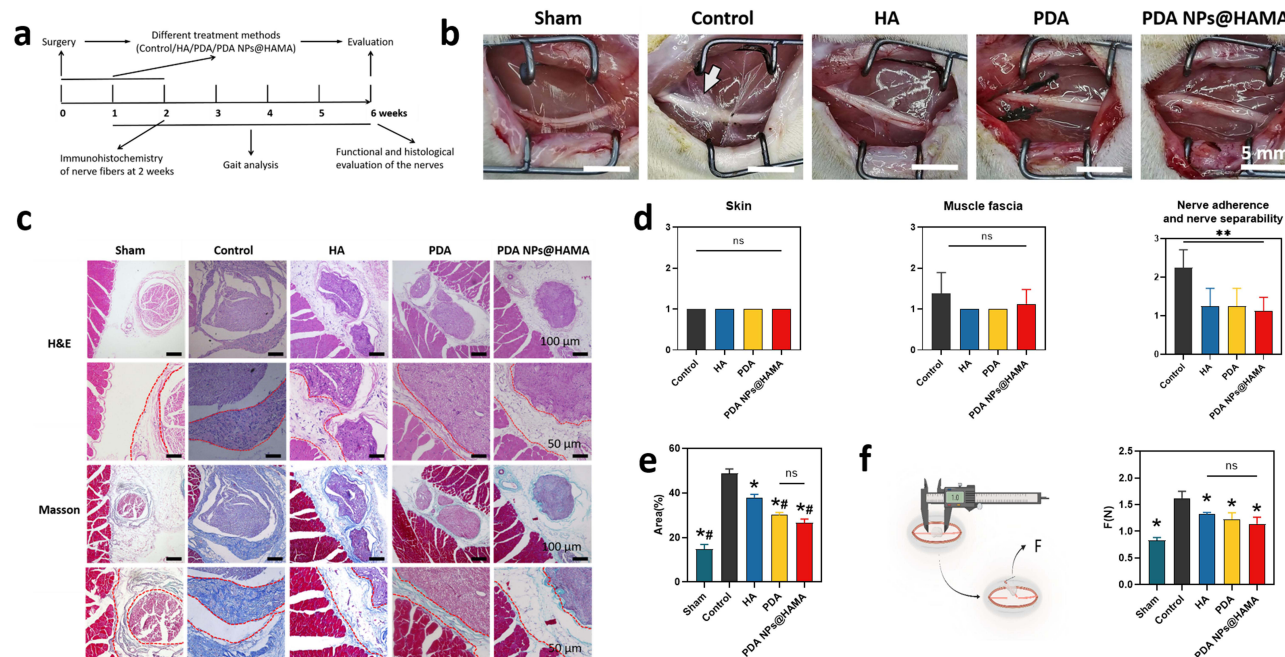 a
Surgery
Different treatment methods
(Control/HA/PDA/PDA NPs@HAMA)
Evaluation
0
1
2
3
4
5
6 weeks
Immunohistochemistry
of nerve fibers at 2 weeks
Gait analysis
Functional and histological
evaluation of the nerves
b
Sham
Control
HA
PDA
PDA NPs@HAMA
5 mm
c
Sham
Control
HA
PDA
PDA NPs@HAMA
H&E
100 μm
50 μm
Masson
100 μm
50 μm
d
Skin
ns
3
2
1
0
Control
HA
PDA
PDA NPs@HAMA
Muscle fascia
ns
3
2
1
0
Control
HA
PDA
PDA NPs@HAMA
Nerve adherence
and nerve separability
**
3
2
1
0
Control
HA
PDA
PDA NPs@HAMA
e
Area(%)
60
40
20
0
*#
*
ns
*#
*#
Sham
Control
HA
PDA
PDA NPs@HAMA
f
1.0
F
F(N)
2.5
2.0
1.5
1.0
0.5
0.0
ns
*
*
*
*
Sham
Control
HA
PDA
PDA NPs@HAMA